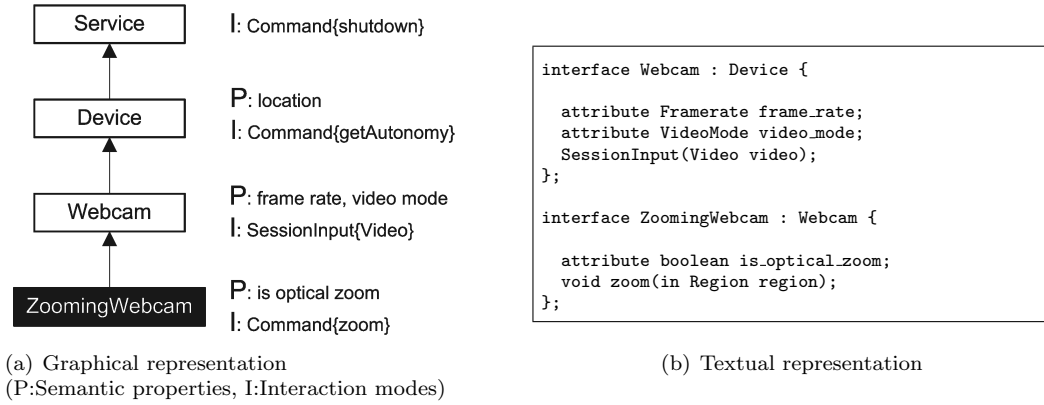 Service
I: Command{shutdown}
Device
P: location
I: Command{getAutonomy}
Webcam
P: frame rate, video mode
I: SessionInput{Video}
ZoomingWebcam
P: is optical zoom
I: Command{zoom}
(a) Graphical representation
(P:Semantic properties, I:Interaction modes)
interface Webcam : Device {
attribute Framerate frame_rate;
attribute VideoMode video_mode;
SessionInput(Video video);
};
interface ZoomingWebcam : Webcam {
attribute boolean is_optical_zoom;
void zoom(in Region region);
};
(b) Textual representation